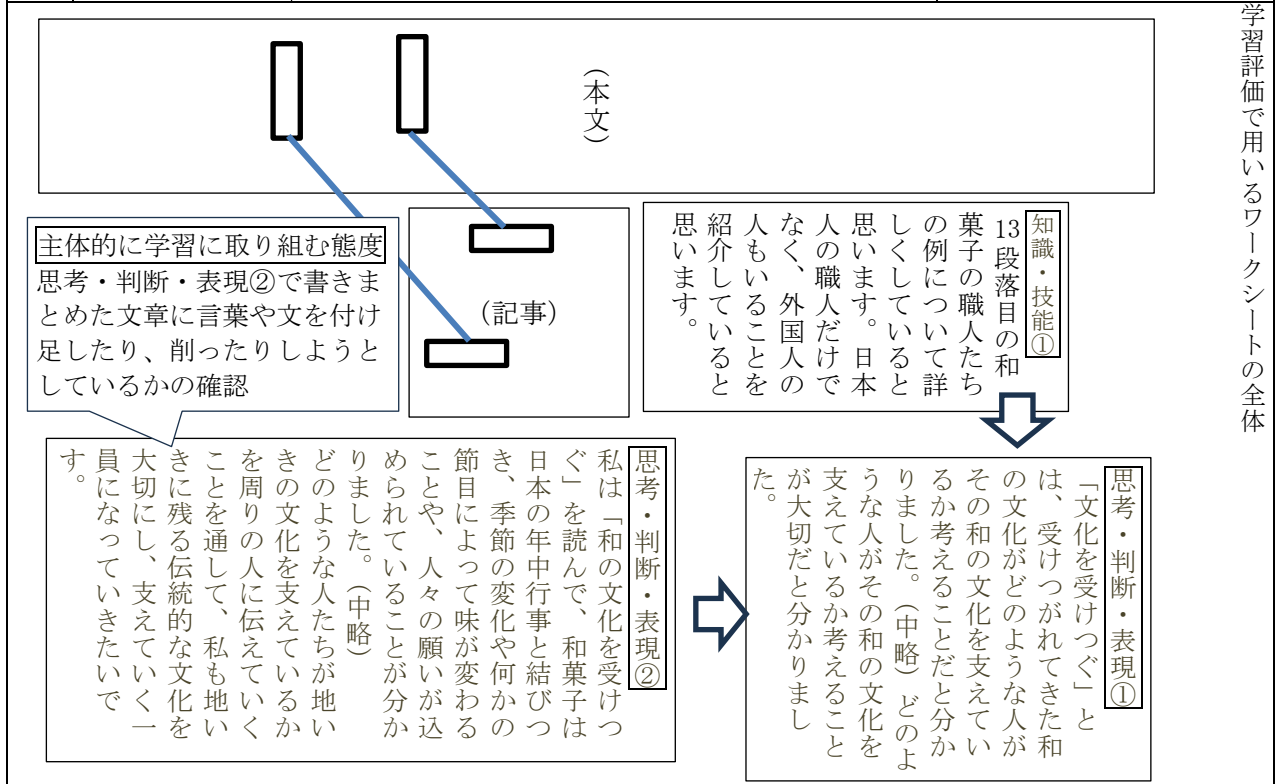 学習評価で用いるワークシートの全体
（本文）
知識・技能①
13段落目の和
菓子の職人たち
の例について詳
しくしていると
思います。日本
人の職人だけで
なく、外国人の
人もいることを
紹介していると
思います。
（記事）
主体的に学習に取り組む態度
思考・判断・表現②で書きま
とめた文章に言葉や文を付け
足したり、削ったりしようと
しているかの確認
思考・判断・表現①
「文化を受けつぐ」と
は、受けつがれてきた和
の文化がどのような人が
その和の文化を支えてい
るか考えることだと分か
りました。（中略）どのよ
うな人がその和の文化を
支えているか考えること
が大切だと分かりまし
た。
思考・判断・表現②
私は「和の文化を受けつ
ぐ」を読んで、和菓子は
日本の年中行事と結びつ
き、季節の変化や何かの
節目によって味が変わる
ことや、人々の願いが込
められていることが分か
りました。（中略）
どのような人たちが地い
きの文化を支えているか
を周りの人に伝えていく
ことを通して、私も地い
きに残る伝統的な文化を
大切にし、支えていく一
員になっていきたいで
す。